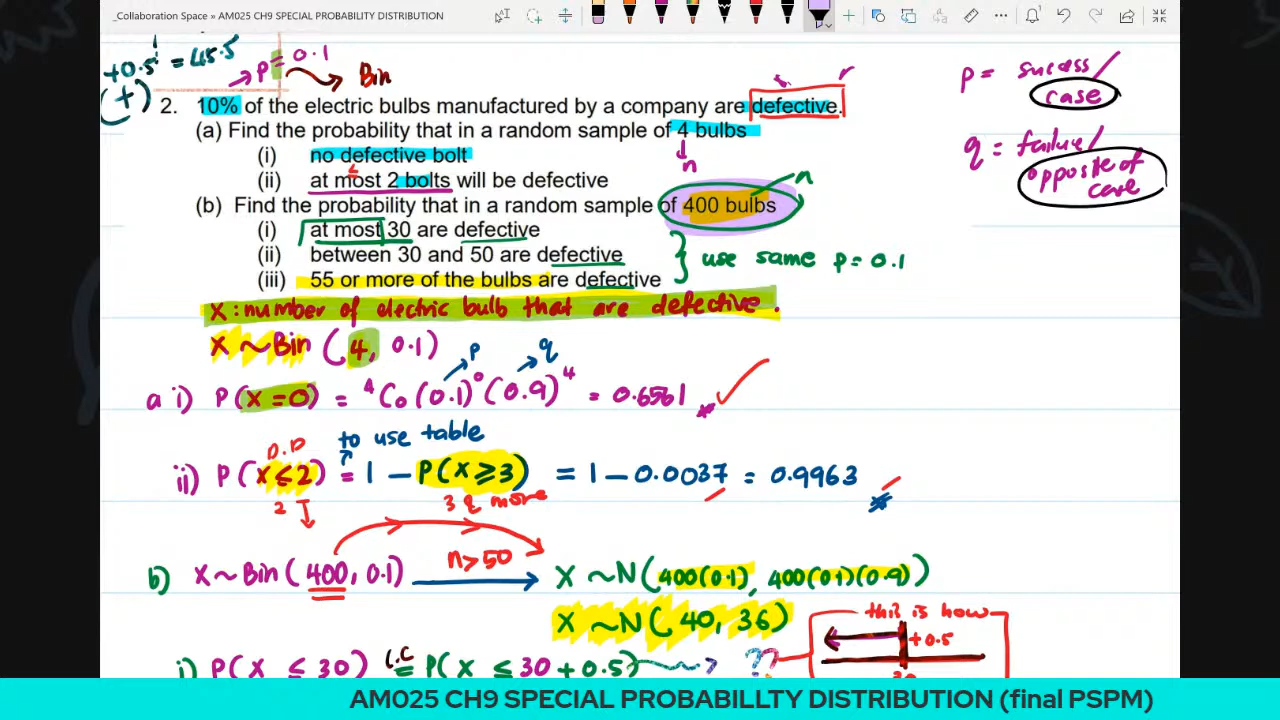 _Collaboration Space » AM025 CH9 SPECIAL PROBABILITY DISTRIBUTION
+0.5 = 45.5
(+)
P = 0.1
Bin
2. 10% of the electric bulbs manufactured by a company are defective.
(a) Find the probability that in a random sample of 4 bulbs
n
(i) no defective bolt
(ii) at most 2 bolts will be defective
(b) Find the probability that in a random sample of 400 bulbs
n
(i) at most 30 are defective
(ii) between 30 and 50 are defective
(iii) 55 or more of the bulbs are defective
use same p = 0.1
p = success/
case
q = failure/
opposite of
case
X : number of electric bulb that are defective.
X ~ Bin (4, 0.1)
p q
a i) P(X = 0) = ⁴C₀ (0.1)⁰ (0.9)⁴ = 0.6561
to use table
ii) P(X ≤ 2) = 1 − P(X ≥ 3) = 1 − 0.0037 = 0.9963
2
3 & more
b) X ~ Bin (400, 0.1) n > 50 X ~ N (400(0.1), 400(0.1)(0.9))
X ~ N (40, 36)
this is how
+0.5
30
i) P(X ≤ 30) C.C = P(X ≤ 30 + 0.5) ??
AM025 CH9 SPECIAL PROBABILLTY DISTRIBUTION (final PSPM)